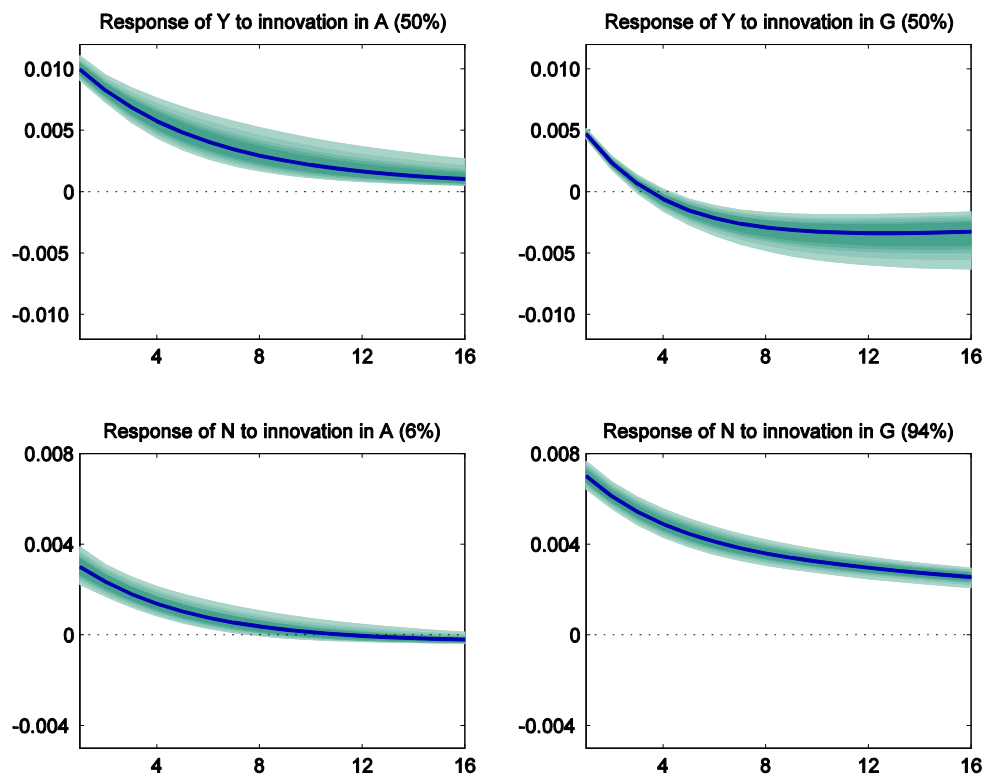 Response of Y to innovation in A (50%)
0.010
0.005
0
-0.005
-0.010
4 8 12 16
Response of Y to innovation in G (50%)
0.010
0.005
0
-0.005
-0.010
4 8 12 16
Response of N to innovation in A (6%)
0.008
0.004
0
-0.004
4 8 12 16
Response of N to innovation in G (94%)
0.008
0.004
0
-0.004
4 8 12 16